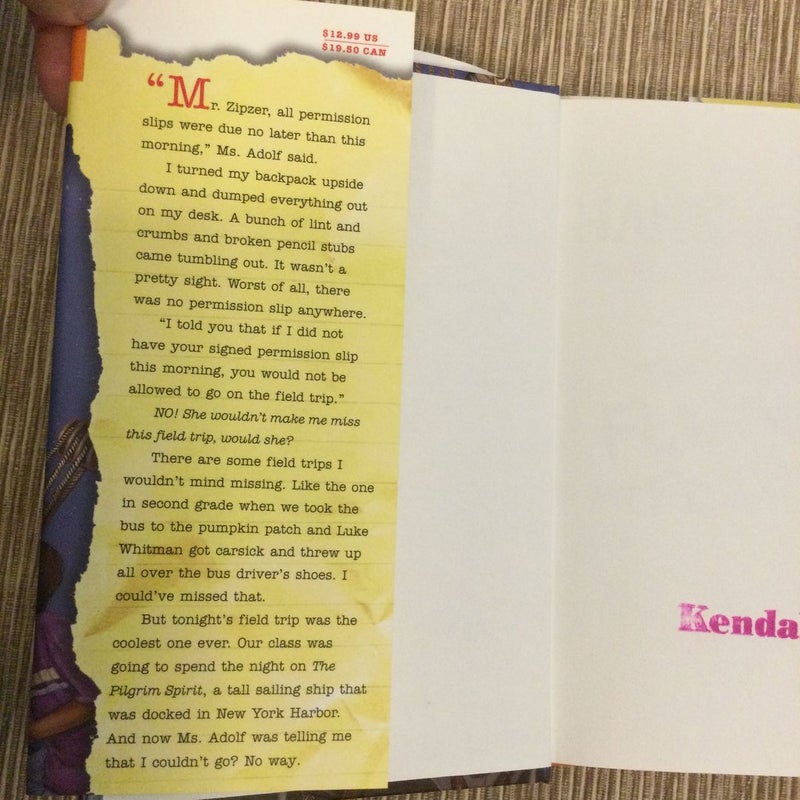 $12.99 US
$19.50 CAN
“Mr. Zipzer, all permission
slips were due no later than this
morning,” Ms. Adolf said.
I turned my backpack upside
down and dumped everything out
on my desk. A bunch of lint and
crumbs and broken pencil stubs
came tumbling out. It wasn’t a
pretty sight. Worst of all, there
was no permission slip anywhere.
“I told you that if I did not
have your signed permission slip
this morning, you would not be
allowed to go on the field trip.”
NO! She wouldn’t make me miss
this field trip, would she?
There are some field trips I
wouldn’t mind missing. Like the one
in second grade when we took the
bus to the pumpkin patch and Luke
Whitman got carsick and threw up
all over the bus driver’s shoes. I
could’ve missed that.
But tonight’s field trip was the
coolest one ever. Our class was
going to spend the night on The
Pilgrim Spirit, a tall sailing ship that
was docked in New York Harbor.
And now Ms. Adolf was telling me
that I couldn’t go? No way.
Kenda